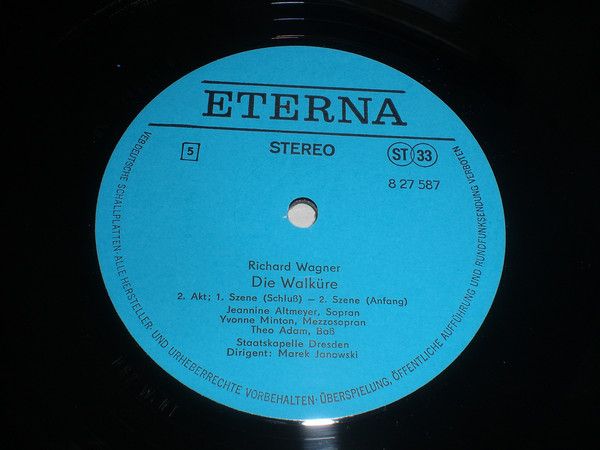 ETERNA
5
STEREO
ST 33
8 27 587
Richard Wagner
Die Walküre
2. Akt; 1. Szene (Schluß) – 2. Szene (Anfang)
Jeannine Altmeyer, Sopran
Yvonne Minton, Mezzosopran
Theo Adam, Baß
Staatskapelle Dresden
Dirigent: Marek Janowski
VEB DEUTSCHE SCHALLPLATTEN · ALLE HERSTELLER- UND URHEBERRECHTE VORBEHALTEN · ÜBERSPIELUNG, ÖFFENTLICHE AUFFÜHRUNG UND RUNDFUNKSENDUNG VERBOTEN